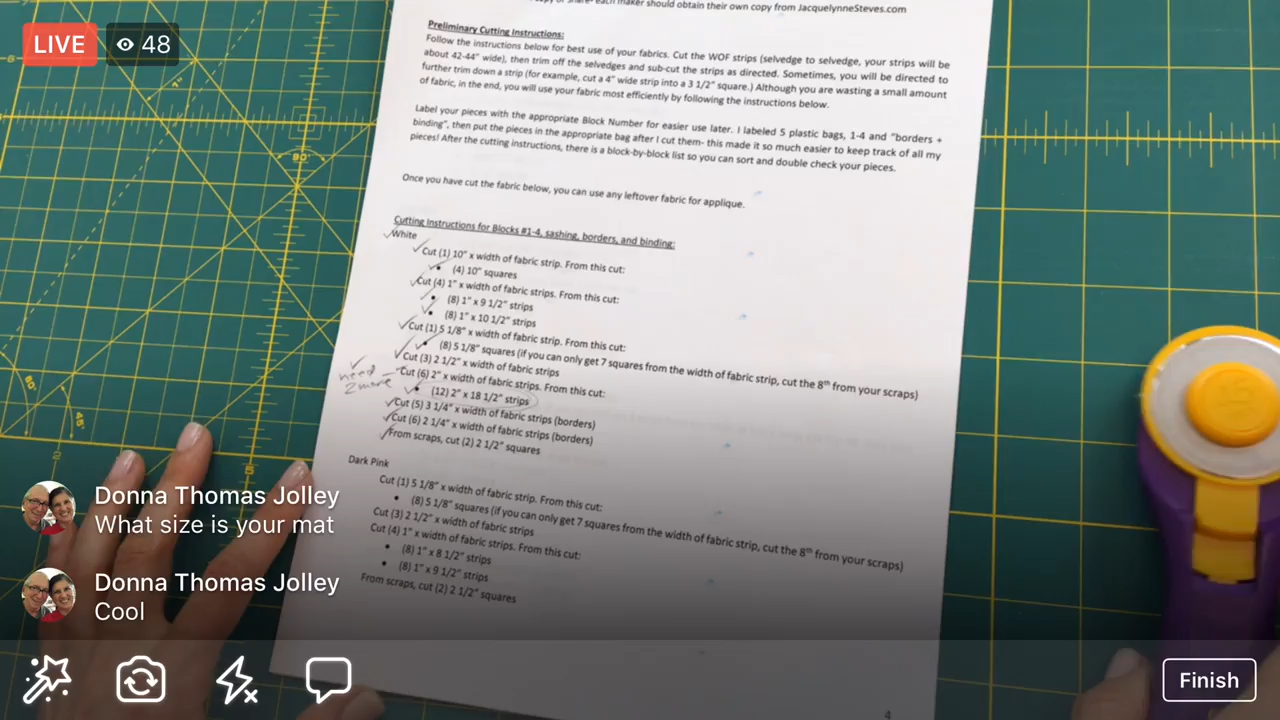 LIVE
48
copy or share- each maker should obtain their own copy from JacquelynneSteves.com
Preliminary Cutting Instructions:
Follow the instructions below for best use of your fabrics. Cut the WOF strips (selvedge to selvedge, your strips will be
about 42-44" wide), then trim off the selvedges and sub-cut the strips as directed. Sometimes, you will be directed to
further trim down a strip (for example, cut a 4" wide strip into a 3 1/2" square.) Although you are wasting a small amount
of fabric, in the end, you will use your fabric most efficiently by following the instructions below.
Label your pieces with the appropriate Block Number for easier use later. I labeled 5 plastic bags, 1-4 and "borders +
binding", then put the pieces in the appropriate bag after I cut them- this made it so much easier to keep track of all my
pieces! After the cutting instructions, there is a block-by-block list so you can sort and double check your pieces.
Once you have cut the fabric below, you can use any leftover fabric for applique.
Cutting Instructions for Blocks #1-4, sashing, borders, and binding:
White
Cut (1) 10" x width of fabric strip. From this cut:
• (4) 10" squares
Cut (4) 1" x width of fabric strips. From this cut:
• (8) 1" x 9 1/2" strips
• (8) 1" x 10 1/2" strips
Cut (1) 5 1/8" x width of fabric strip. From this cut:
• (8) 5 1/8" squares (if you can only get 7 squares from the width of fabric strip, cut the 8th from your scraps)
Cut (3) 2 1/2" x width of fabric strips
need 2 more
Cut (6) 2" x width of fabric strips. From this cut:
• (12) 2" x 18 1/2" strips
Cut (5) 3 1/4" x width of fabric strips (borders)
Cut (6) 2 1/4" x width of fabric strips (borders)
From scraps, cut (2) 2 1/2" squares
Dark Pink
Cut (1) 5 1/8" x width of fabric strip. From this cut:
• (8) 5 1/8" squares (if you can only get 7 squares from the width of fabric strip, cut the 8th from your scraps)
Cut (3) 2 1/2" x width of fabric strips
Cut (4) 1" x width of fabric strips. From this cut:
• (8) 1" x 8 1/2" strips
• (8) 1" x 9 1/2" strips
From scraps, cut (2) 2 1/2" squares
4
90°
60°
45°
2
5
Donna Thomas Jolley
What size is your mat
Donna Thomas Jolley
Cool
Finish